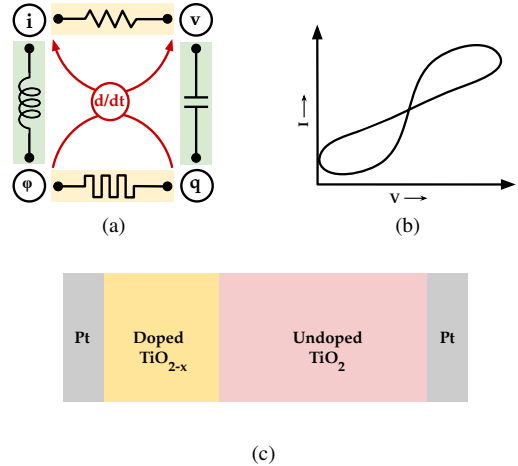 i v
d/dt
φ q
(a)
I →
V →
(b)
Pt
Doped
TiO2-x
Undoped
TiO2
Pt
(c)